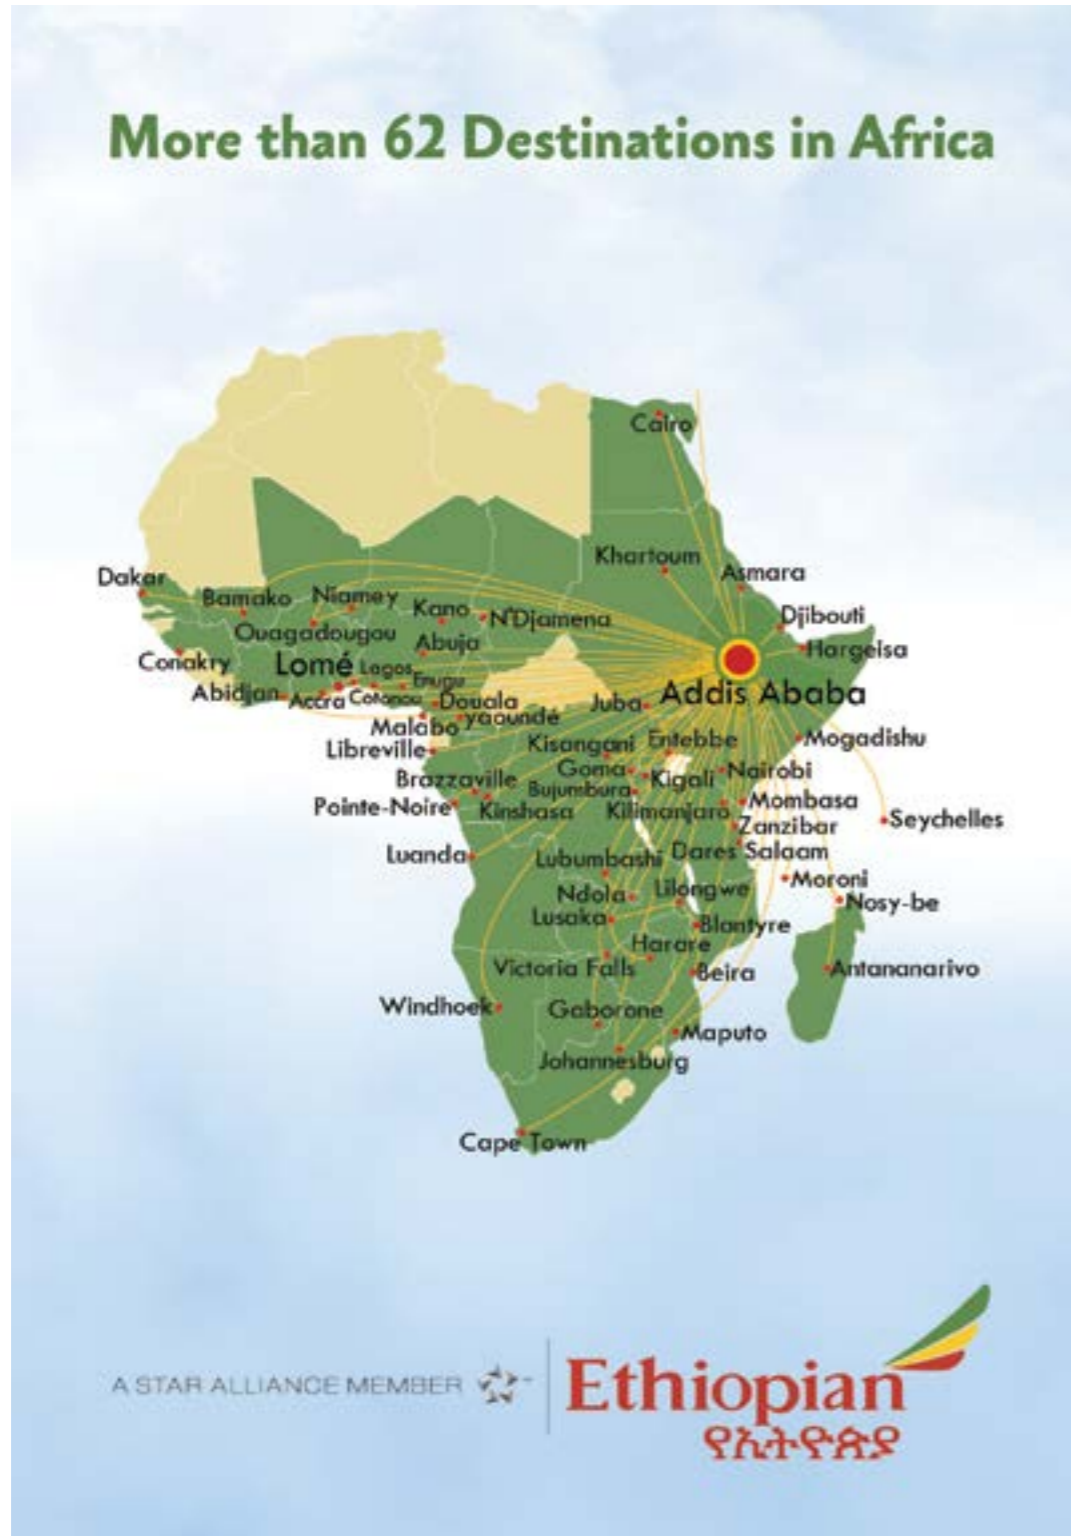 More than 62 Destinations in Africa
Cairo
Khartoum
Asmara
Dakar
Bamako
Niamey
Kano
N'Djamena
Djibouti
Ouagadougou
Abuja
Hargeisa
Conakry
Lomé
Lagos
Enugu
Addis Ababa
Abidjan
Accra
Cotonou
Douala
Juba
Malabo
yaoundé
Libreville
Kisangani
Entebbe
Mogadishu
Goma
Kigali
Nairobi
Brazzaville
Bujumbura
Pointe-Noire
Kinshasa
Kilimanjaro
Mombasa
Zanzibar
Seychelles
Luanda
Lubumbashi
Dares Salaam
Moroni
Ndola
Lilongwe
Nosy-be
Lusaka
Blantyre
Harare
Victoria Falls
Beira
Antananarivo
Windhoek
Gaborone
Maputo
Johannesburg
Cape Town
A STAR ALLIANCE MEMBER
Ethiopian
የኢትዮጵያ